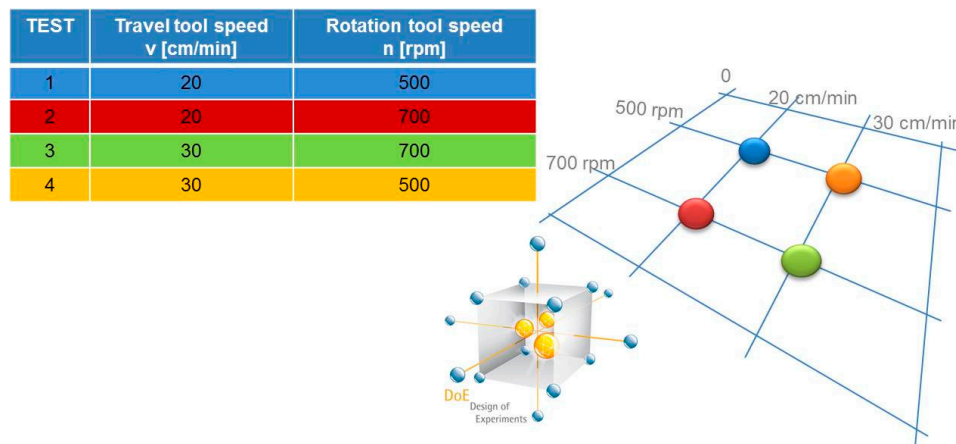 TEST Travel tool speed Rotation tool speed
v [cm/min] n [rpm]
1 20 500
2 20 700
3 30 700
4 30 500
0
20 cm/min
500 rpm
30 cm/min
700 rpm
DoE Design of
Experiments